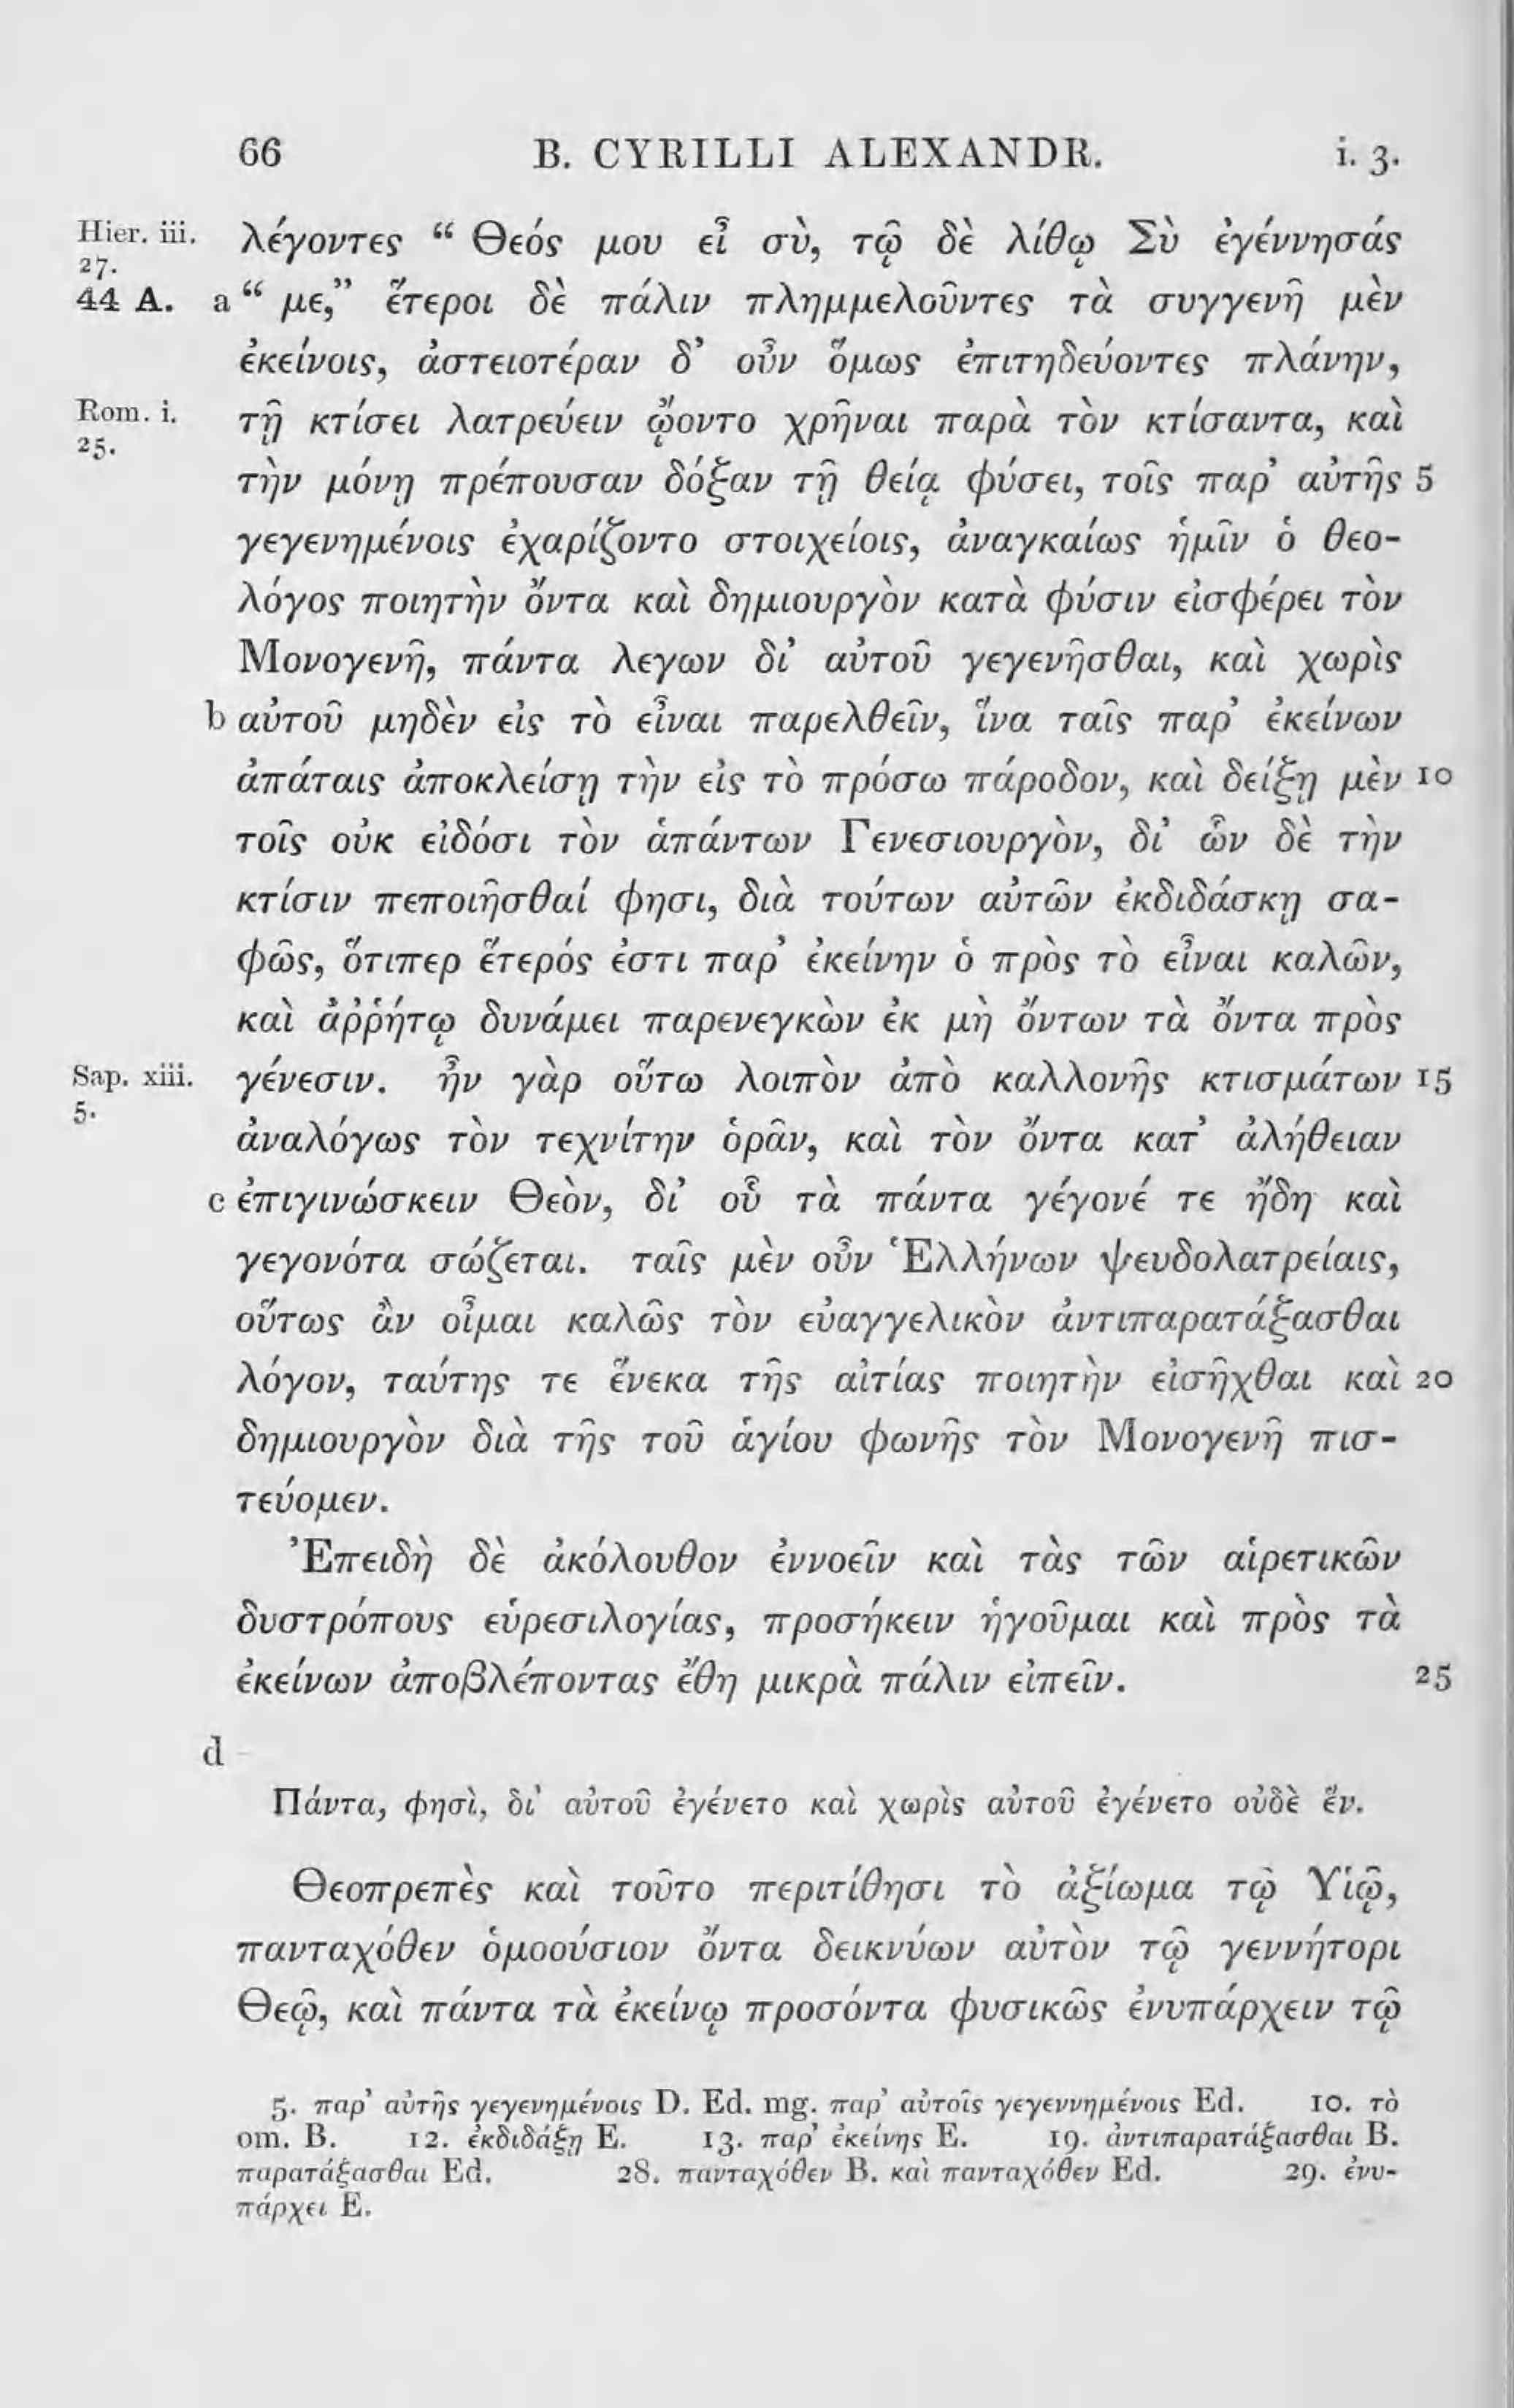 66 B. CYRILLI ALEXANDR. i. 3.
Hier. iii. λέγοντες “ Θεός μου εἶ σὺ, τῷ δὲ λίθῳ Σὺ ἐγέννησάς
27.
44 A. a “ με,” ἕτεροι δὲ πάλιν πλημμελοῦντες τὰ συγγενῆ μὲν
ἐκείνοις, ἀστειοτέραν δ’ οὖν ὅμως ἐπιτηδεύοντες πλάνην,
Rom. i. τῇ κτίσει λατρεύειν ᾤοντο χρῆναι παρὰ τὸν κτίσαντα, καὶ
25.
τὴν μόνῃ πρέπουσαν δόξαν τῇ θείᾳ φύσει, τοῖς παρ’ αὐτῆς 5
γεγενημένοις ἐχαρίζοντο στοιχείοις, ἀναγκαίως ἡμῖν ὁ θεο-
λόγος ποιητὴν ὄντα καὶ δημιουργὸν κατὰ φύσιν εἰσφέρει τὸν
Μονογενῆ, πάντα λεγων δι’ αὐτοῦ γεγενῆσθαι, καὶ χωρὶς
b αὐτοῦ μηδὲν εἰς τὸ εἶναι παρελθεῖν, ἵνα ταῖς παρ’ ἐκείνων
ἀπάταις ἀποκλείσῃ τὴν εἰς τὸ πρόσω πάροδον, καὶ δείξῃ μὲν 10
τοῖς οὐκ εἰδόσι τὸν ἁπάντων Γενεσιουργὸν, δι’ ὧν δὲ τὴν
κτίσιν πεποιῆσθαί φησι, διὰ τούτων αὐτῶν ἐκδιδάσκῃ σα-
φῶς, ὅτιπερ ἕτερός ἐστι παρ’ ἐκείνην ὁ πρὸς τὸ εἶναι καλῶν,
καὶ ἀῤῥήτῳ δυνάμει παρενεγκὼν ἐκ μὴ ὄντων τὰ ὄντα πρὸς
Sap. xiii. γένεσιν. ἦν γὰρ οὕτω λοιπὸν ἀπὸ καλλονῆς κτισμάτων 15
5.
ἀναλόγως τὸν τεχνίτην ὁρᾶν, καὶ τὸν ὄντα κατ’ ἀλήθειαν
c ἐπιγινώσκειν Θεὸν, δι’ οὗ τὰ πάντα γέγονέ τε ἤδη καὶ
γεγονότα σώζεται. ταῖς μὲν οὖν Ἑλλήνων ψευδολατρείαις,
οὕτως ἂν οἶμαι καλῶς τὸν εὐαγγελικὸν ἀντιπαρατάξασθαι
λόγον, ταύτης τε ἕνεκα τῆς αἰτίας ποιητὴν εἰσῆχθαι καὶ 20
δημιουργὸν διὰ τῆς τοῦ ἁγίου φωνῆς τὸν Μονογενῆ πισ-
τεύομεν.
Ἐπειδὴ δὲ ἀκόλουθον ἐννοεῖν καὶ τὰς τῶν αἱρετικῶν
δυστρόπους εὑρεσιλογίας, προσήκειν ἡγοῦμαι καὶ πρὸς τὰ
ἐκείνων ἀποβλέποντας ἔθη μικρὰ πάλιν εἰπεῖν. 25
d
Πάντα, φησὶ, δι’ αὐτοῦ ἐγένετο καὶ χωρὶς αὐτοῦ ἐγένετο οὐδὲ ἕν.
Θεοπρεπὲς καὶ τοῦτο περιτίθησι τὸ ἀξίωμα τῷ Υἱῷ,
πανταχόθεν ὁμοούσιον ὄντα δεικνύων αὐτὸν τῷ γεννήτορι
Θεῷ, καὶ πάντα τὰ ἐκείνῳ προσόντα φυσικῶς ἐνυπάρχειν τῷ
5. παρ’ αὐτῆς γεγενημένοις D. Ed. mg. παρ’ αὐτοῖς γεγεννημένοις Ed. 10. τὸ
om. B. 12. ἐκδιδάξῃ E. 13. παρ’ ἐκείνης E. 19. ἀντιπαρατάξασθαι B.
παρατάξασθαι Ed. 28. πανταχόθεν B. καὶ πανταχόθεν Ed. 29. ἐνυ-
πάρχει E.